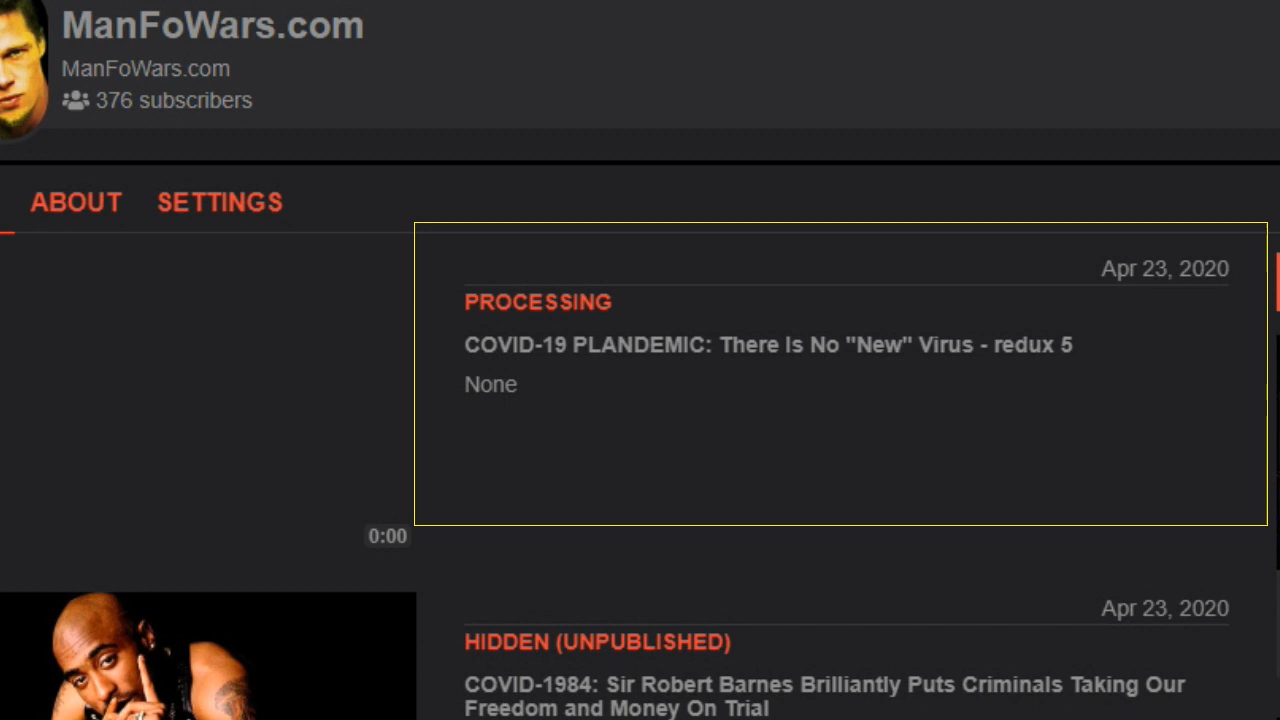 ManFoWars.com
ManFoWars.com
376 subscribers
ABOUT SETTINGS
Apr 23, 2020
PROCESSING
COVID-19 PLANDEMIC: There Is No "New" Virus - redux 5
None
0:00
Apr 23, 2020
HIDDEN (UNPUBLISHED)
COVID-1984: Sir Robert Barnes Brilliantly Puts Criminals Taking Our
Freedom and Money On Trial